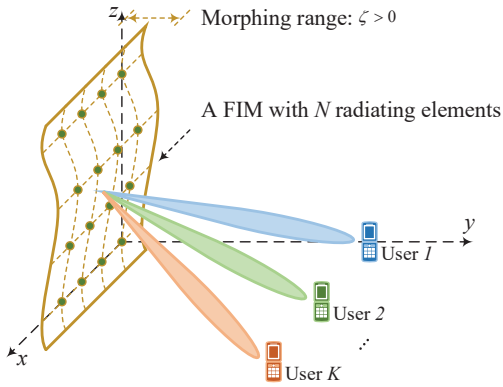 z
Morphing range: ζ > 0
A FIM with N radiating elements
y
User 1
User 2
x
User K
...